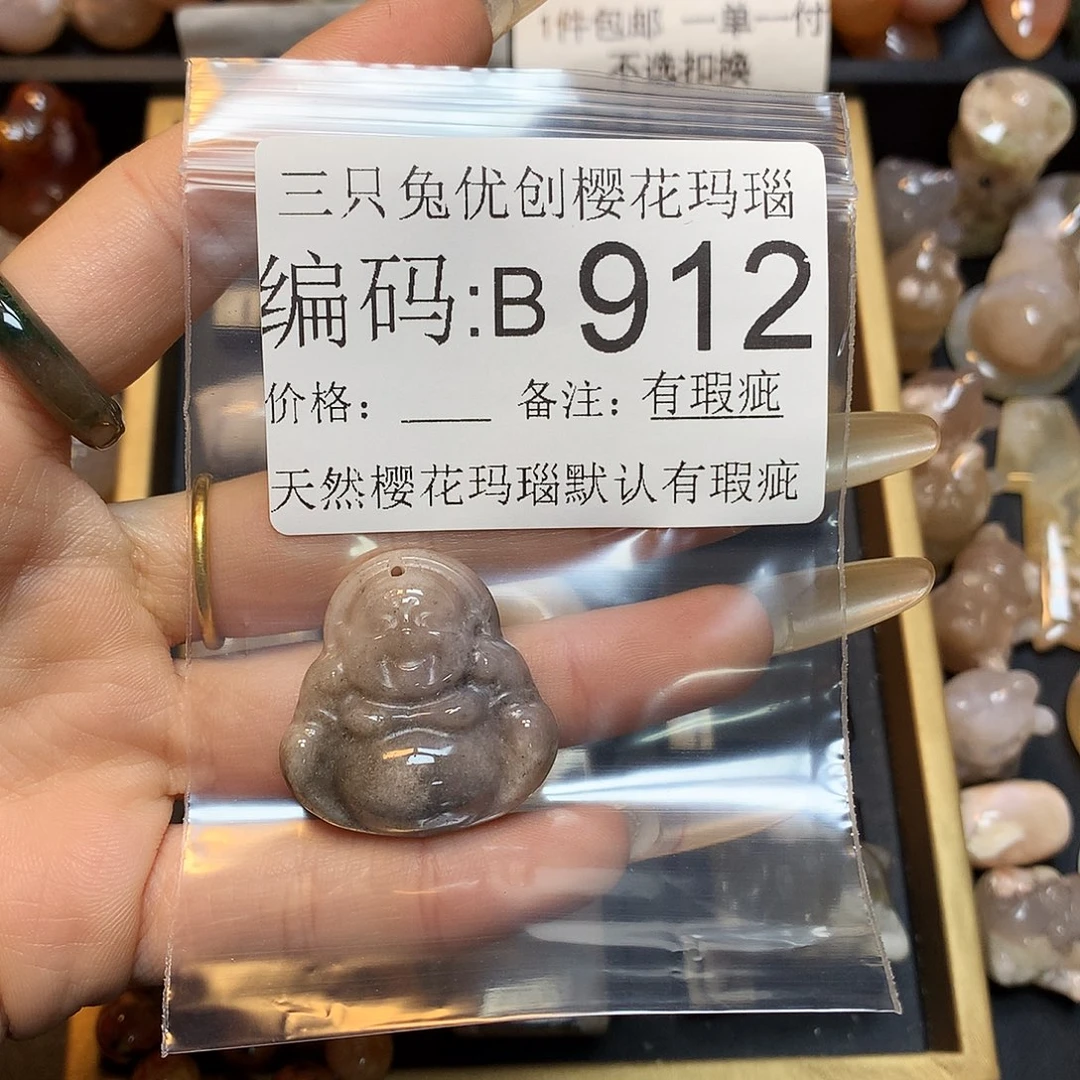 1件包邮 一单一付
不选扣换
三只兔优创樱花玛瑙
编码:B 912
价格：____ 备注：有瑕疵
天然樱花玛瑙默认有瑕疵